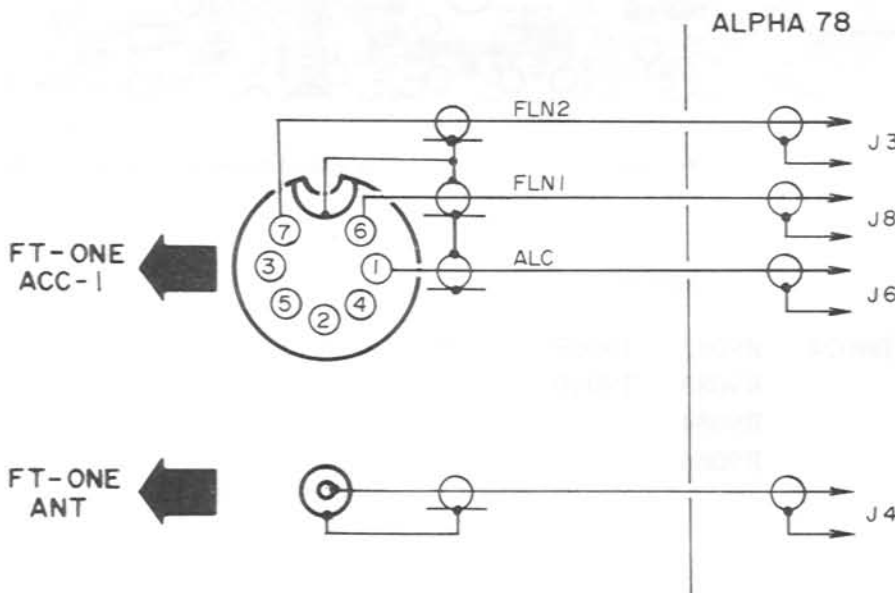 ALPHA 78
FLN2
J3
FLN1
J8
FT-ONE
ACC-1
7
6
3
1
5
4
2
ALC
J6
FT-ONE
ANT
J4